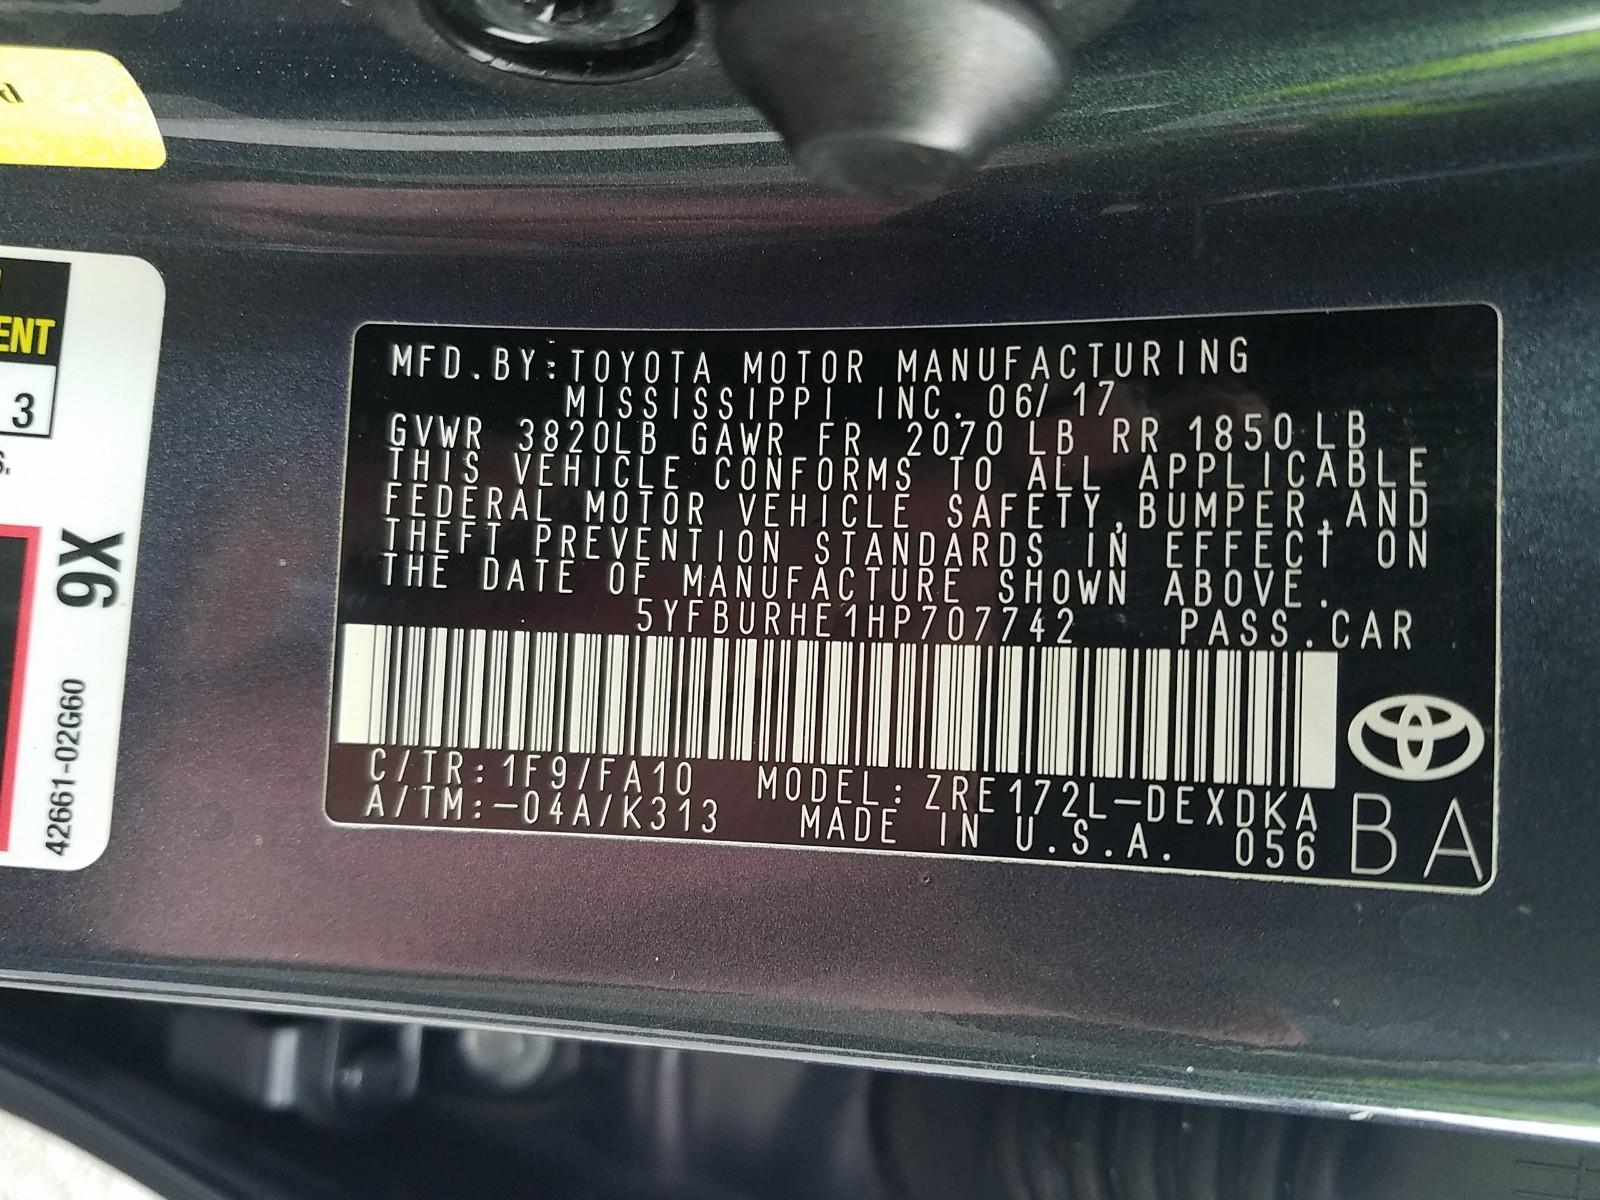 d
ENT
3
S.
9X
42661-02G60
MFD.BY:TOYOTA MOTOR MANUFACTURING
MISSISSIPPI INC. 06/17
GVWR 3820LB GAWR FR 2070 LB RR 1850 LB
THIS VEHICLE CONFORMS TO ALL APPLICABLE
FEDERAL MOTOR VEHICLE SAFETY,BUMPER,AND
THEFT PREVENTION STANDARDS IN EFFECT ON
THE DATE OF MANUFACTURE SHOWN ABOVE.
5YFBURHE1HP707742 PASS.CAR
C/TR:1F9/FA10 MODEL:ZRE172L-DEXDKA
A/TM:-04A/K313 MADE IN U.S.A. 056 BA